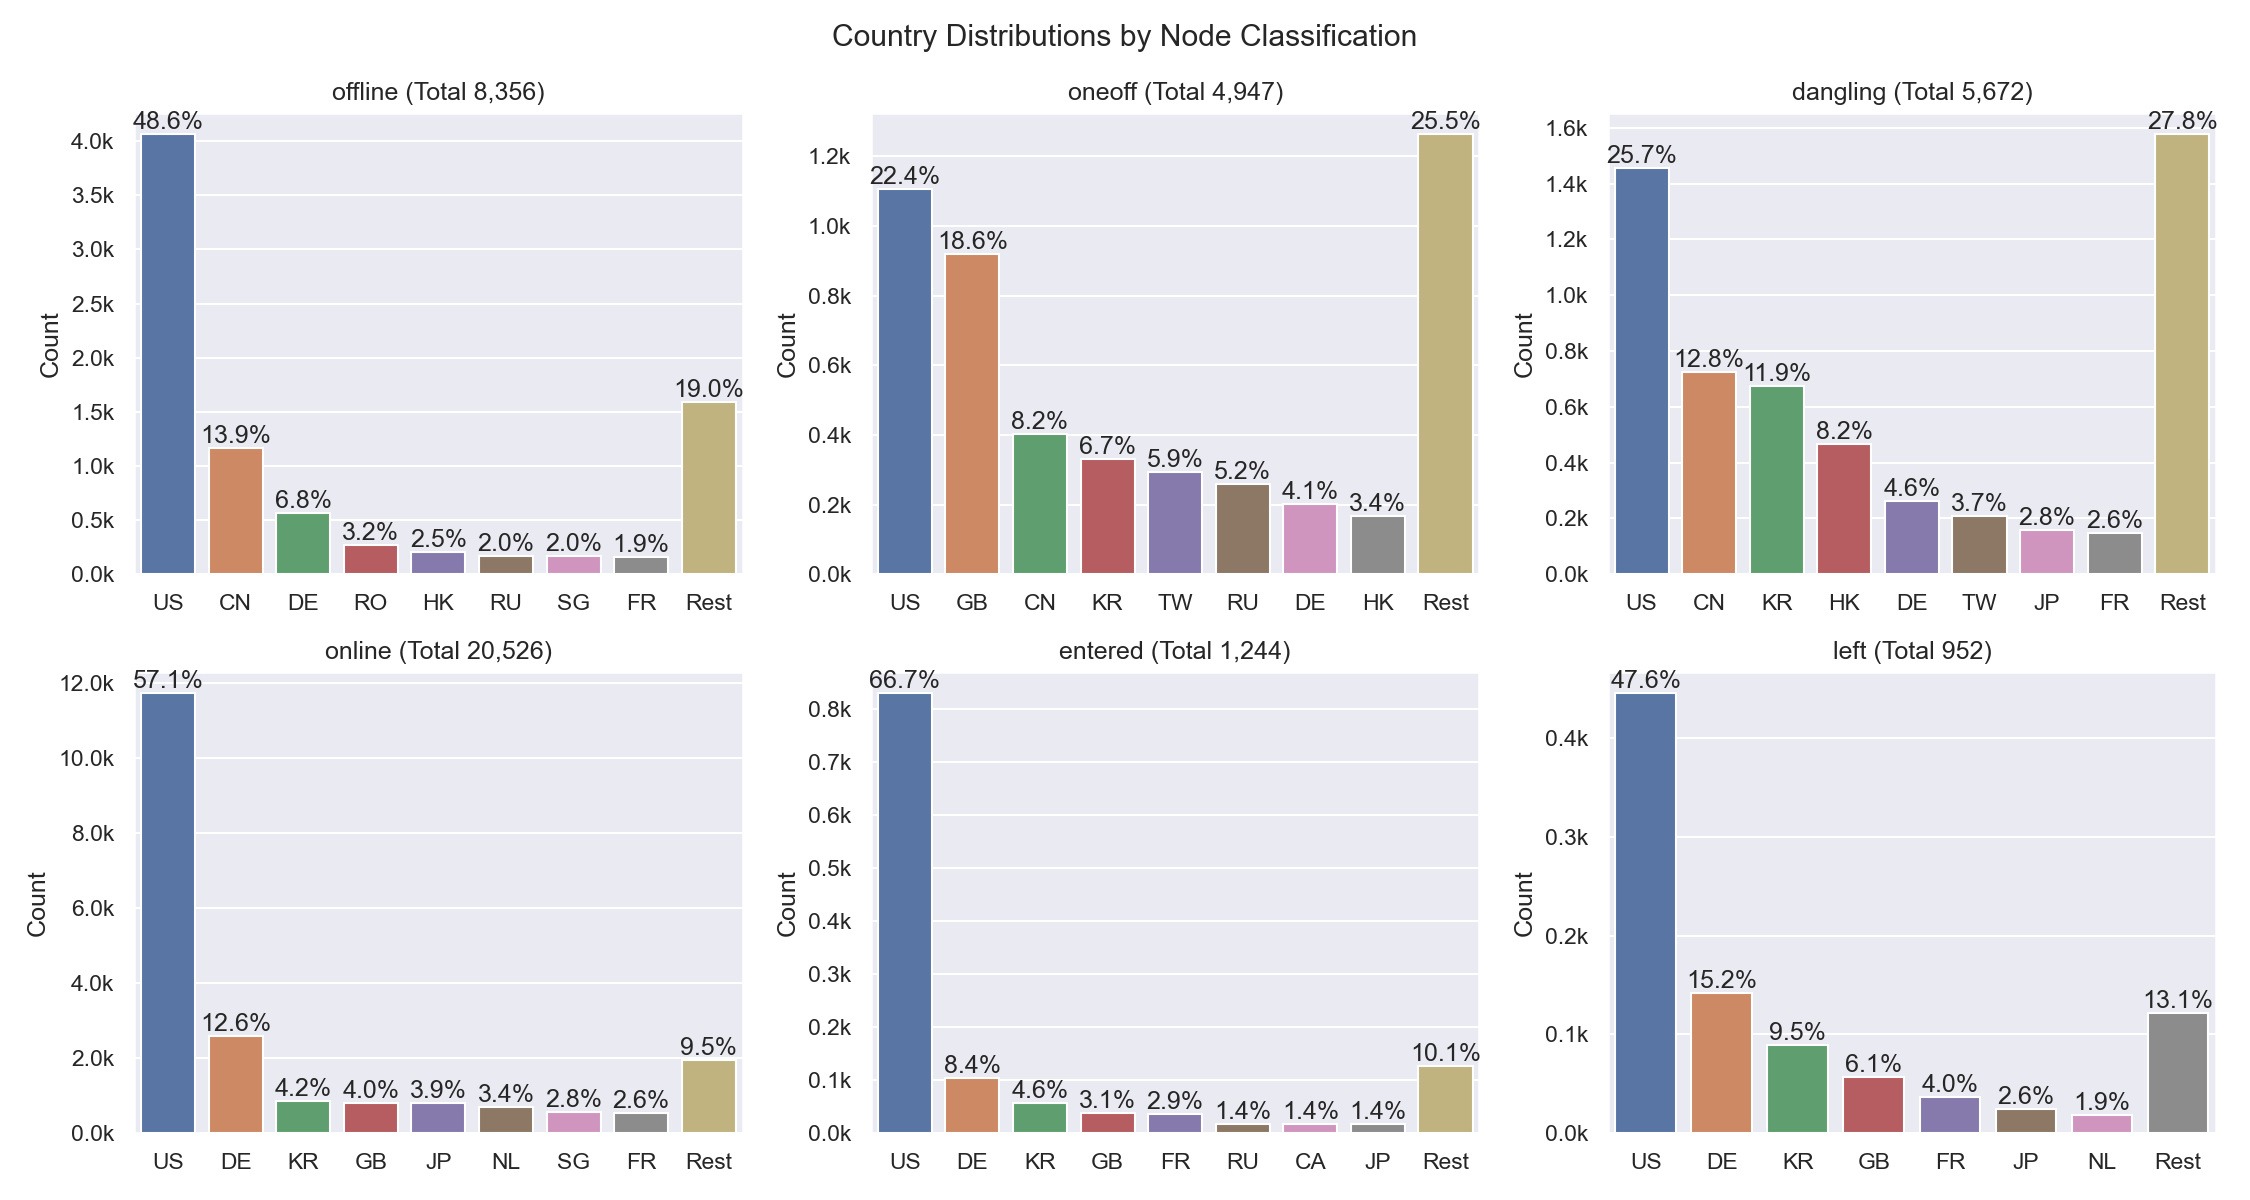 Country Distributions by Node Classification
offline (Total 8,356)
Count
4.0k
3.5k
3.0k
2.5k
2.0k
1.5k
1.0k
0.5k
0.0k
48.6%
13.9%
6.8%
3.2%
2.5%
2.0%
2.0%
1.9%
19.0%
US CN DE RO HK RU SG FR Rest
oneoff (Total 4,947)
Count
1.2k
1.0k
0.8k
0.6k
0.4k
0.2k
0.0k
22.4%
18.6%
8.2%
6.7%
5.9%
5.2%
4.1%
3.4%
25.5%
US GB CN KR TW RU DE HK Rest
dangling (Total 5,672)
Count
1.6k
1.4k
1.2k
1.0k
0.8k
0.6k
0.4k
0.2k
0.0k
25.7%
12.8%
11.9%
8.2%
4.6%
3.7%
2.8%
2.6%
27.8%
US CN KR HK DE TW JP FR Rest
online (Total 20,526)
Count
12.0k
10.0k
8.0k
6.0k
4.0k
2.0k
0.0k
57.1%
12.6%
4.2%
4.0%
3.9%
3.4%
2.8%
2.6%
9.5%
US DE KR GB JP NL SG FR Rest
entered (Total 1,244)
Count
0.8k
0.7k
0.6k
0.5k
0.4k
0.3k
0.2k
0.1k
0.0k
66.7%
8.4%
4.6%
3.1%
2.9%
1.4%
1.4%
1.4%
10.1%
US DE KR GB FR RU CA JP Rest
left (Total 952)
Count
0.4k
0.3k
0.2k
0.1k
0.0k
47.6%
15.2%
9.5%
6.1%
4.0%
2.6%
1.9%
13.1%
US DE KR GB FR JP NL Rest